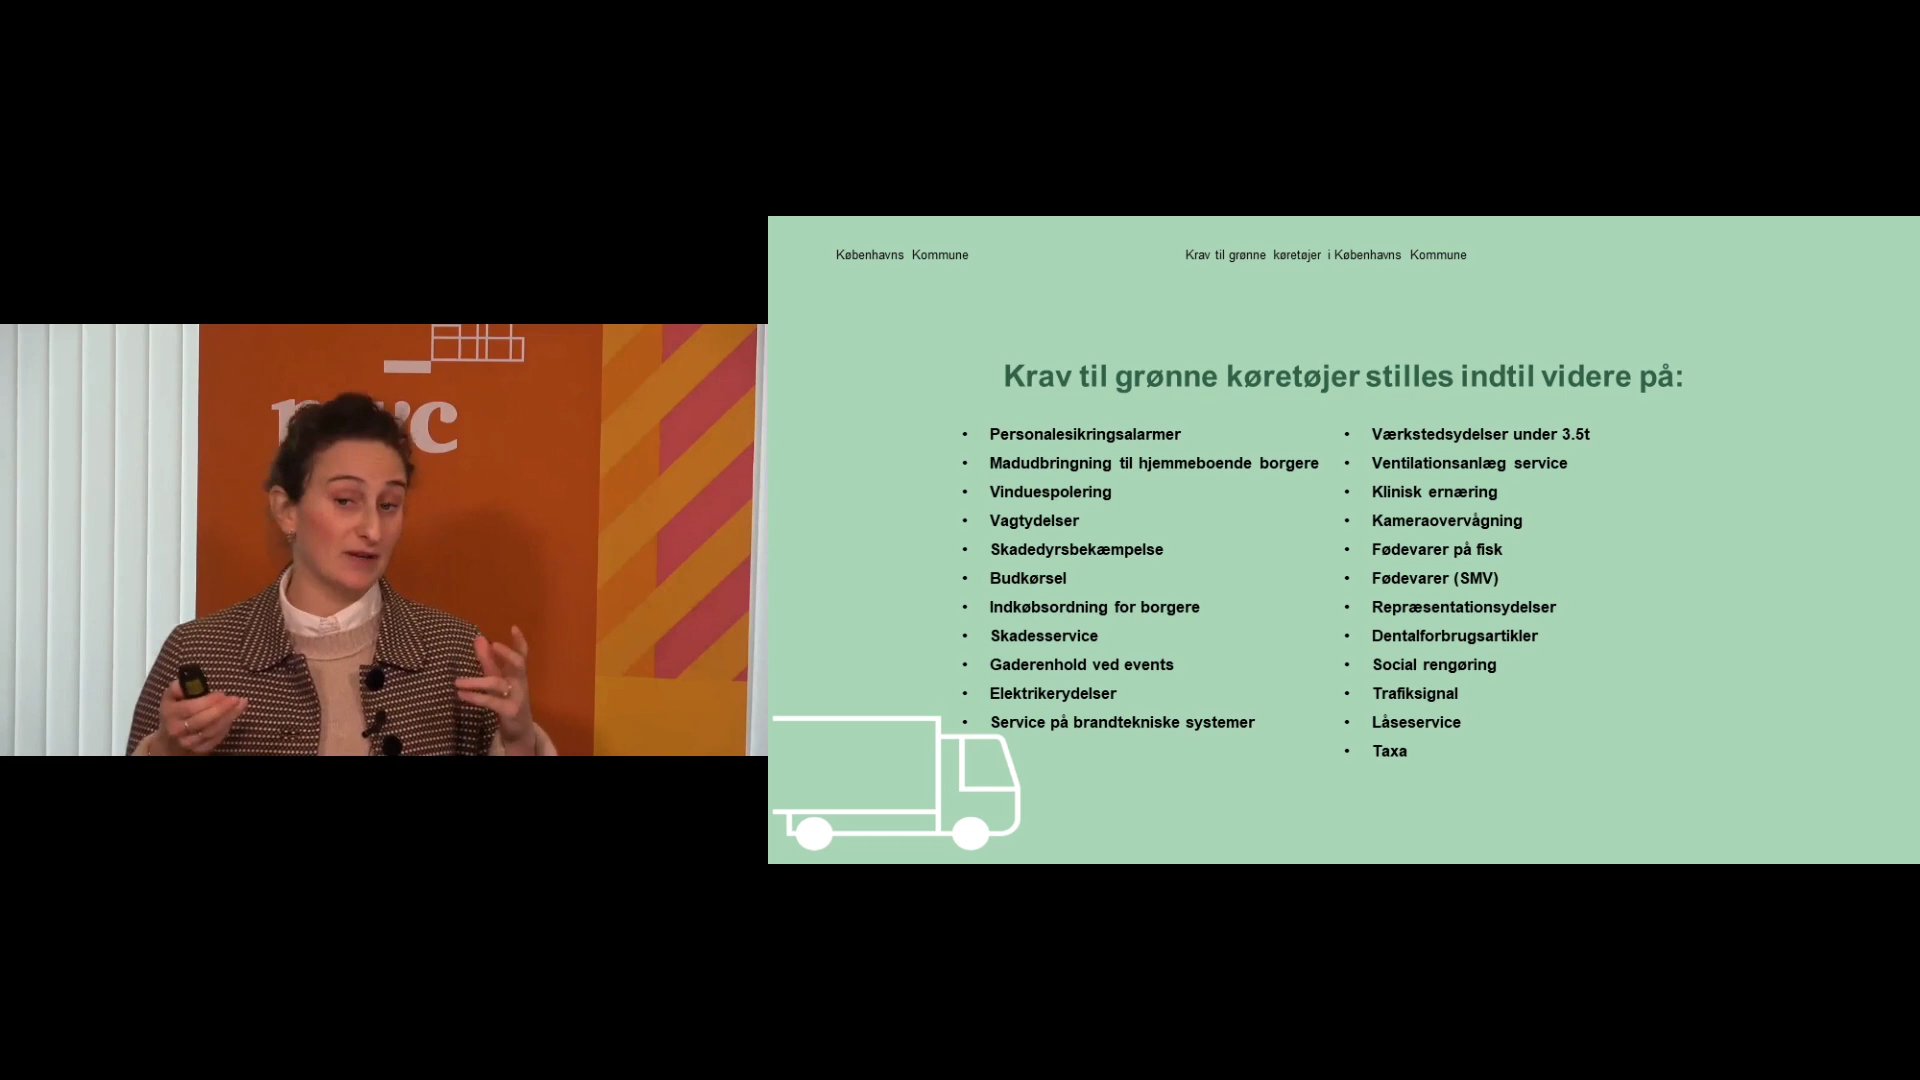 Københavns Kommune
Krav til grønne køretøjer i Københavns Kommune
Krav til grønne køretøjer stilles indtil videre på:
• Personalesikringsalarmer
• Madudbringning til hjemmeboende borgere
• Vinduespolering
• Vagtydelser
• Skadedyrsbekæmpelse
• Budkørsel
• Indkøbsordning for borgere
• Skadesservice
• Gaderenhold ved events
• Elektrikerydelser
• Service på brandtekniske systemer
• Værkstedsydelser under 3.5t
• Ventilationsanlæg service
• Klinisk ernæring
• Kameraovervågning
• Fødevarer på fisk
• Fødevarer (SMV)
• Repræsentationsydelser
• Dentalforbrugsartikler
• Social rengøring
• Trafiksignal
• Låseservice
• Taxa